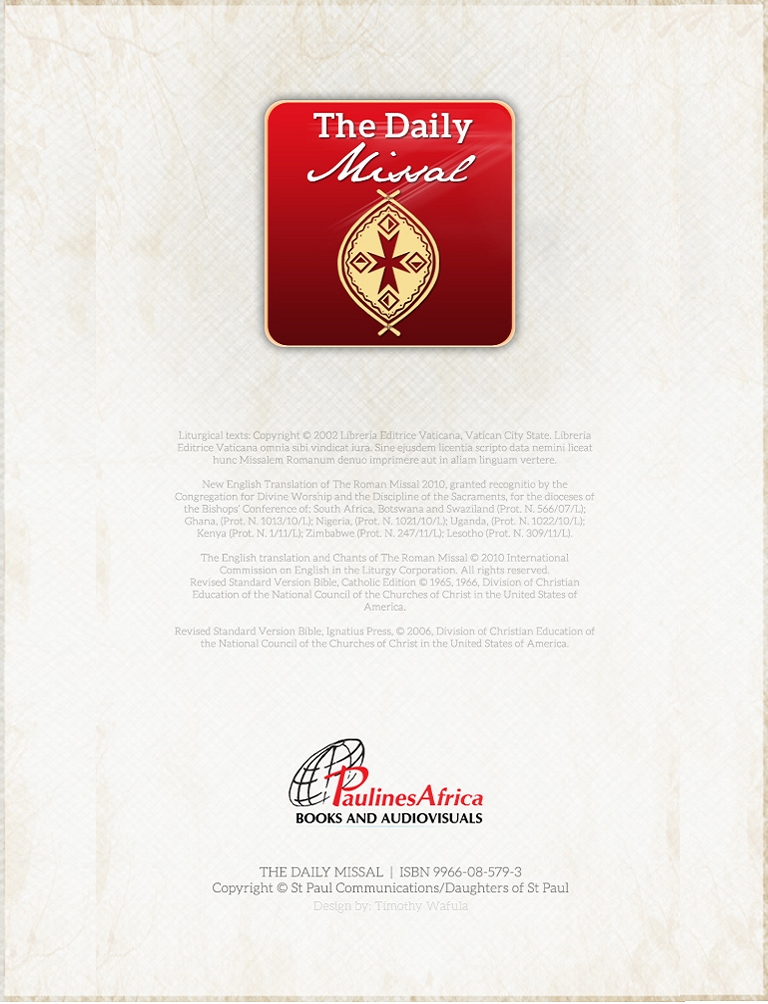 The Daily
Missal
Liturgical texts: Copyright © 2002 Libreria Editrice Vaticana, Vatican City State. Libreria
Editrice Vaticana omnia sibi vindicat iura. Sine ejusdem licentia scripto data nemini liceat
hunc Missalem Romanum denuo imprimere aut in aliam linguam vertere.
New English Translation of The Roman Missal 2010, granted recognitio by the
Congregation for Divine Worship and the Discipline of the Sacraments, for the dioceses of
the Bishops' Conference of: South Africa, Botswana and Swaziland (Prot. N. 566/07/L);
Ghana, (Prot. N. 1013/10/L); Nigeria, (Prot. N. 1021/10/L); Uganda, (Prot. N. 1022/10/L);
Kenya (Prot. N. 1/11/L); Zimbabwe (Prot. N. 247/11/L); Lesotho (Prot. N. 309/11/L).
The English translation and Chants of The Roman Missal © 2010 International
Commission on English in the Liturgy Corporation. All rights reserved.
Revised Standard Version Bible, Catholic Edition © 1965, 1966, Division of Christian
Education of the National Council of the Churches of Christ in the United States of
America.
Revised Standard Version Bible, Ignatius Press, © 2006, Division of Christian Education of
the National Council of the Churches of Christ in the United States of America.
PaulinesAfrica
BOOKS AND AUDIOVISUALS
THE DAILY MISSAL | ISBN 9966-08-579-3
Copyright © St Paul Communications/Daughters of St Paul
Design by: Timothy Wafula